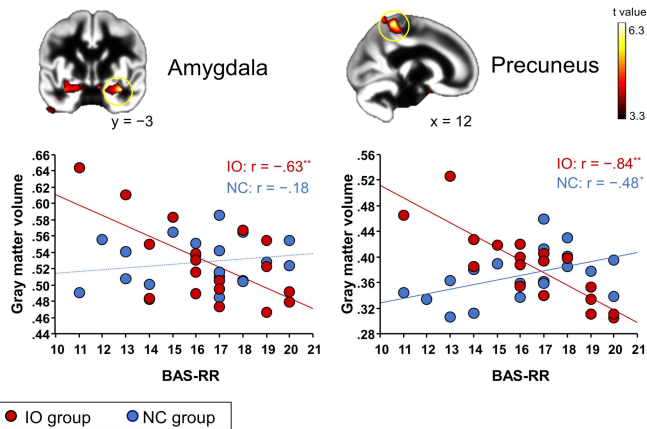 t value
6.3
3.3
Amygdala
y = −3
Precuneus
x = 12
IO: r = −.63**
NC: r = −.18
Gray matter volume
.66
.64
.62
.60
.58
.56
.54
.52
.50
.48
.46
.44
10 11 12 13 14 15 16 17 18 19 20 21
BAS-RR
IO: r = −.84**
NC: r = −.48*
Gray matter volume
.56
.52
.48
.44
.40
.36
.32
.28
10 11 12 13 14 15 16 17 18 19 20 21
BAS-RR
IO group NC group